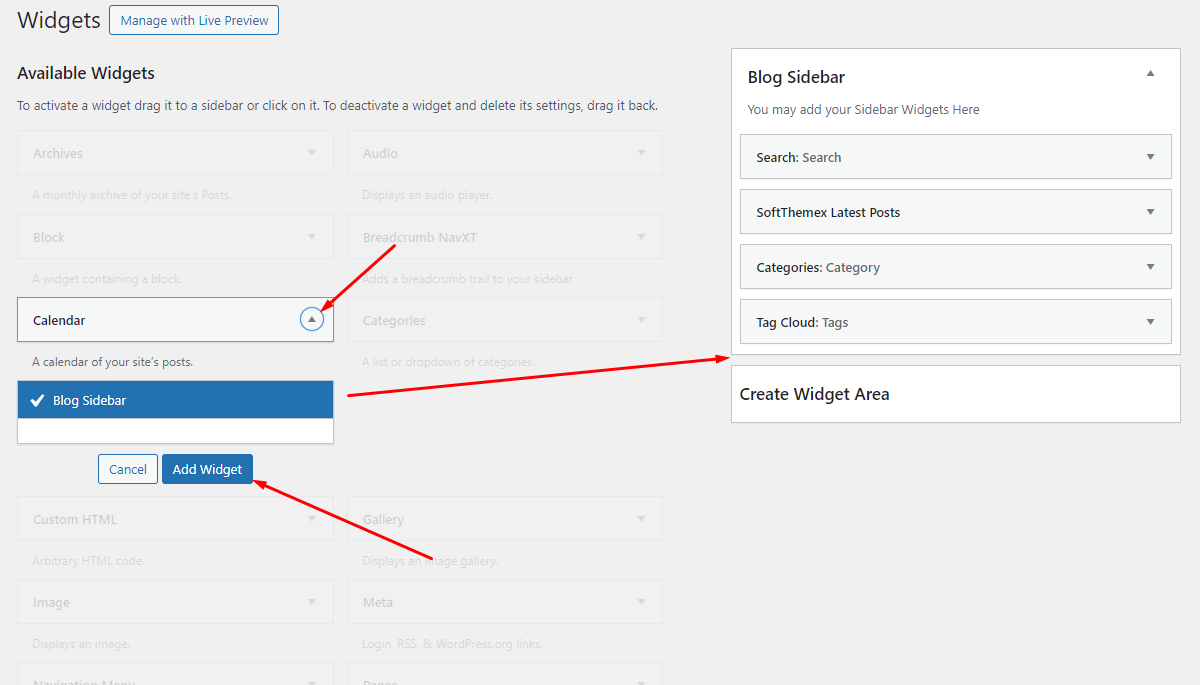 Widgets
Manage with Live Preview
Available Widgets
To activate a widget drag it to a sidebar or click on it. To deactivate a widget and delete its settings, drag it back.
Archives
Audio
A monthly archive of your site's Posts.
Displays an audio player.
Block
Breadcrumb NavXT
A widget containing a block.
Adds a breadcrumb trail to your sidebar
Calendar
Categories
A calendar of your site's posts.
A list or dropdown of categories.
Blog Sidebar
Cancel
Add Widget
Custom HTML
Gallery
Arbitrary HTML code.
Displays an image gallery.
Image
Meta
Displays an image.
Login, RSS, & WordPress.org links.
Navigation Menu
Pages
Blog Sidebar
You may add your Sidebar Widgets Here
Search: Search
SoftThemex Latest Posts
Categories: Category
Tag Cloud: Tags
Create Widget Area